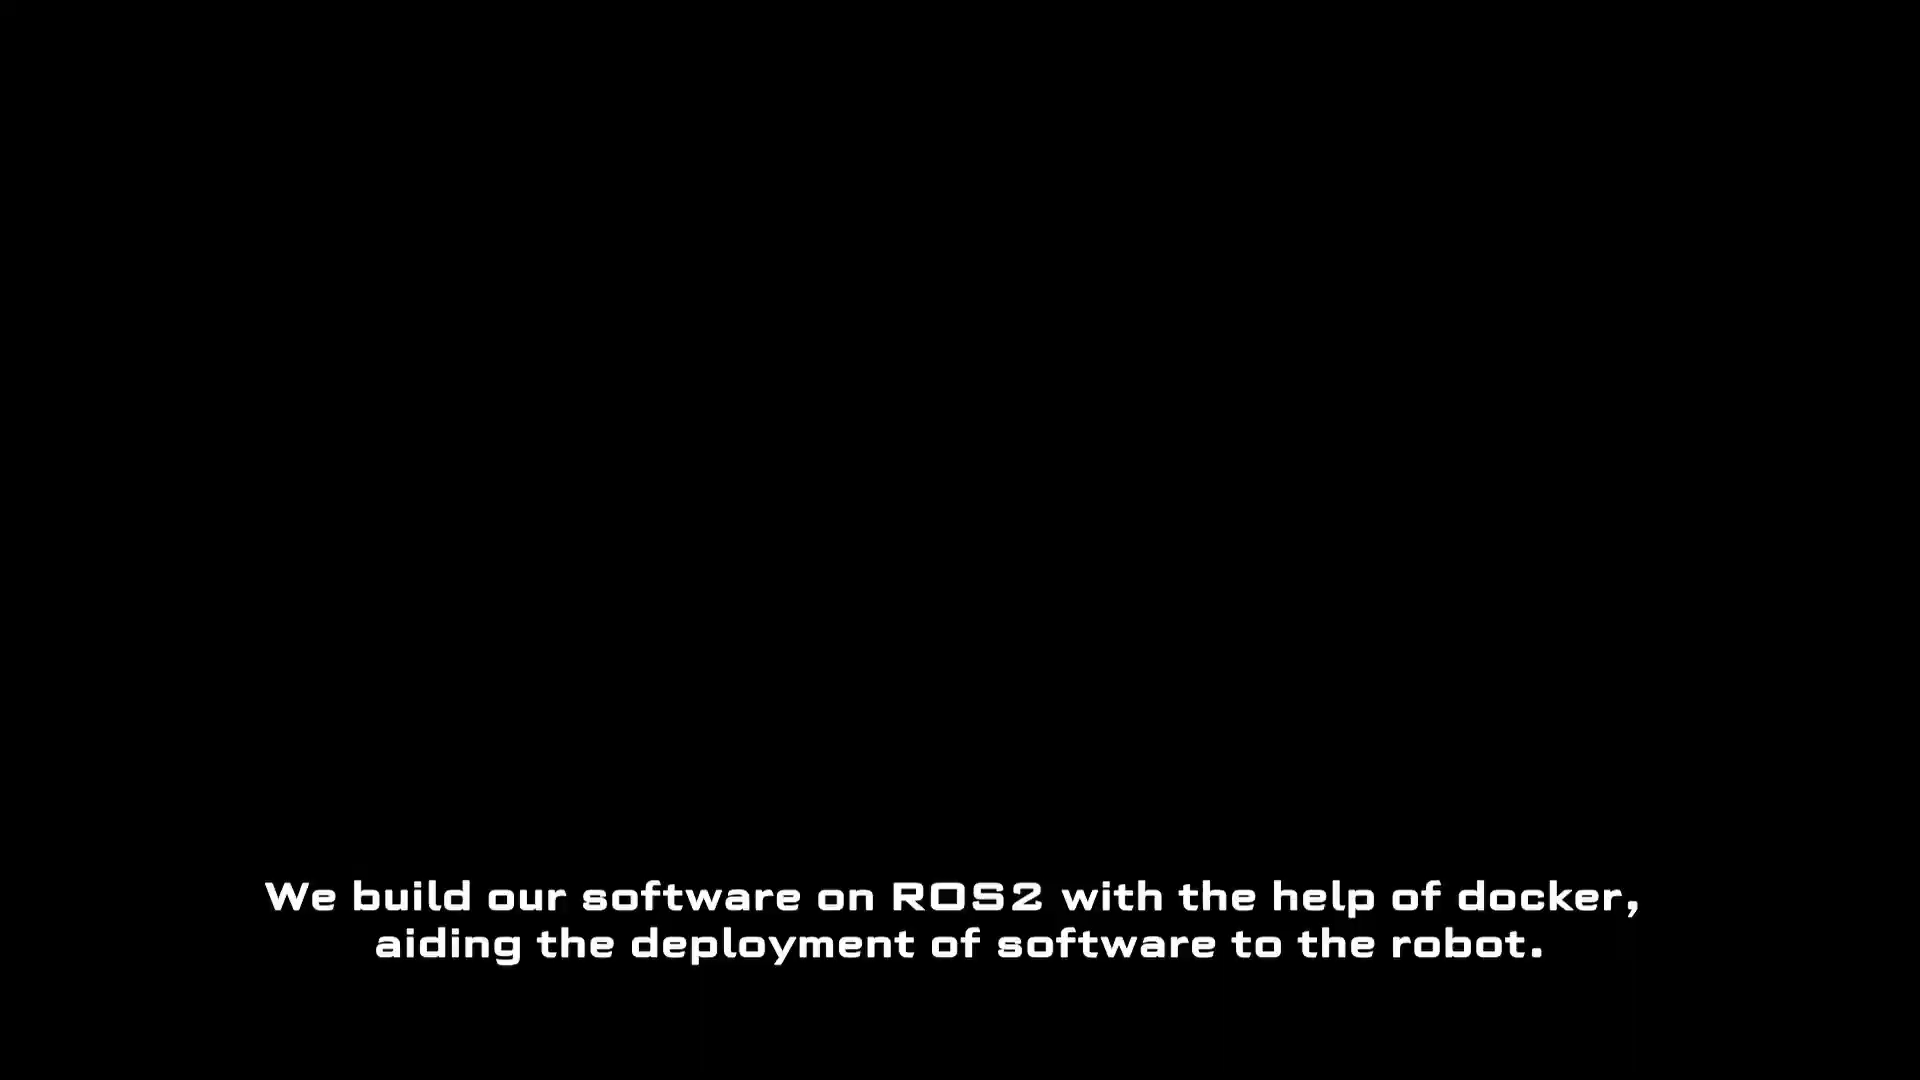 We build our software on ROS2 with the help of docker,
aiding the deployment of software to the robot.